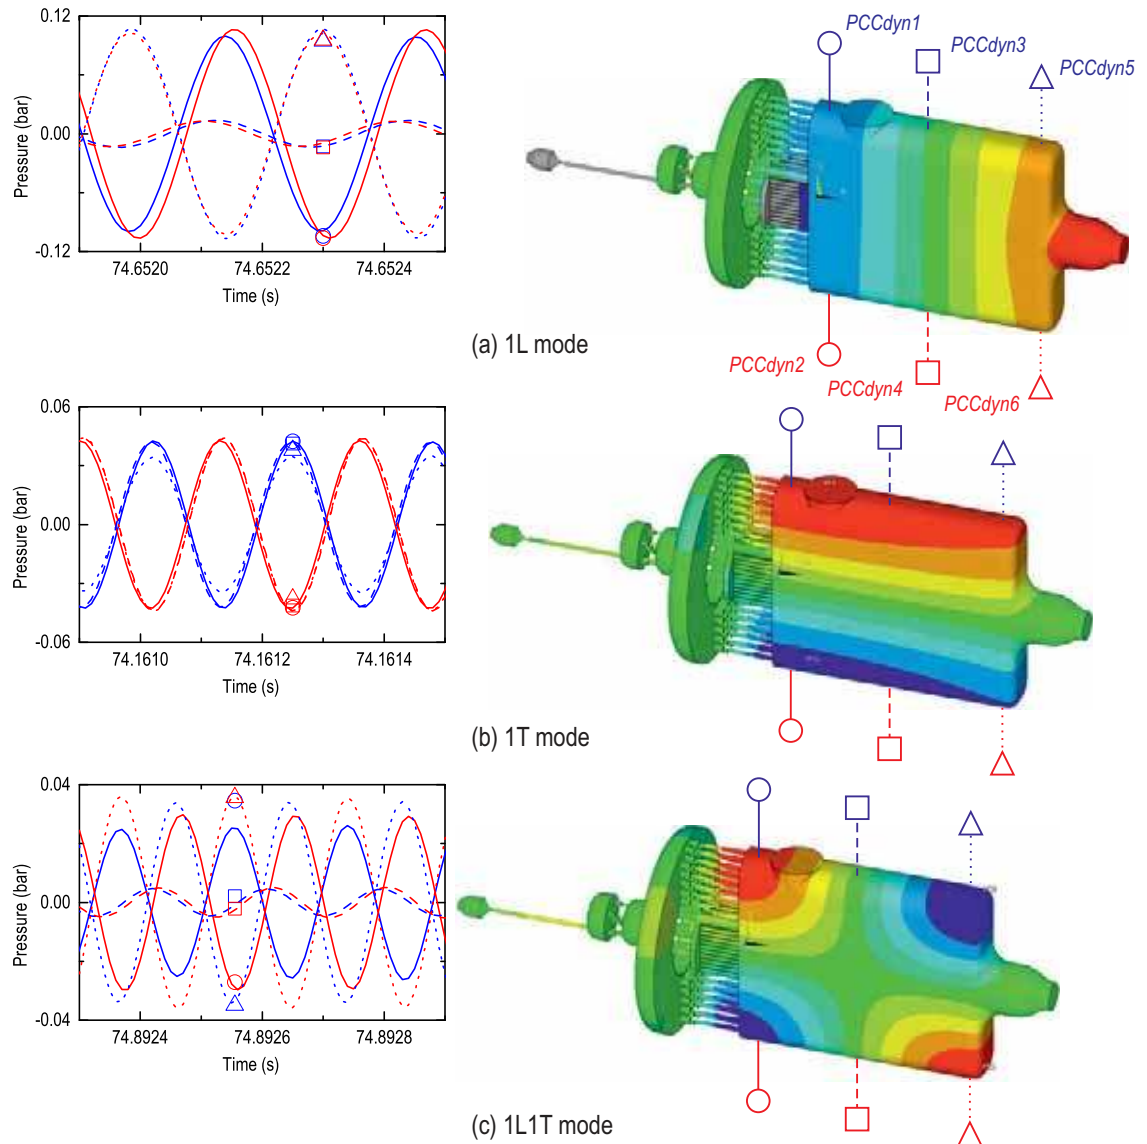 0.12
0.00
-0.12
Pressure (bar)
74.6520 74.6522 74.6524
Time (s)
PCCdyn1
PCCdyn3
PCCdyn5
(a) 1L mode
PCCdyn2
PCCdyn4
PCCdyn6
0.06
0.00
-0.06
Pressure (bar)
74.1610 74.1612 74.1614
Time (s)
(b) 1T mode
0.04
0.00
-0.04
Pressure (bar)
74.8924 74.8926 74.8928
Time (s)
(c) 1L1T mode